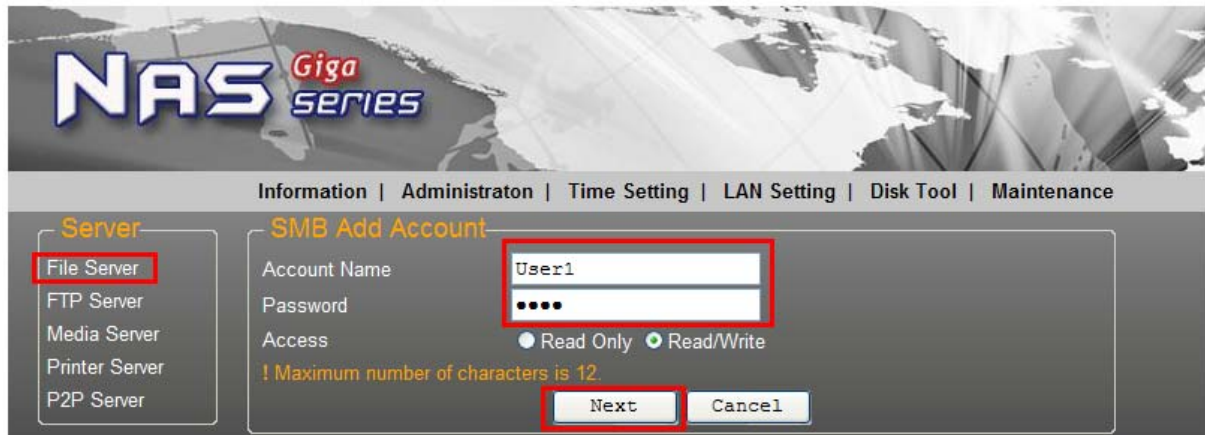 NAS Giga series
Information | Administraton | Time Setting | LAN Setting | Disk Tool | Maintenance
Server
File Server
FTP Server
Media Server
Printer Server
P2P Server
SMB Add Account
Account Name User1
Password ••••
Access Read Only Read/Write
! Maximum number of characters is 12.
Next Cancel